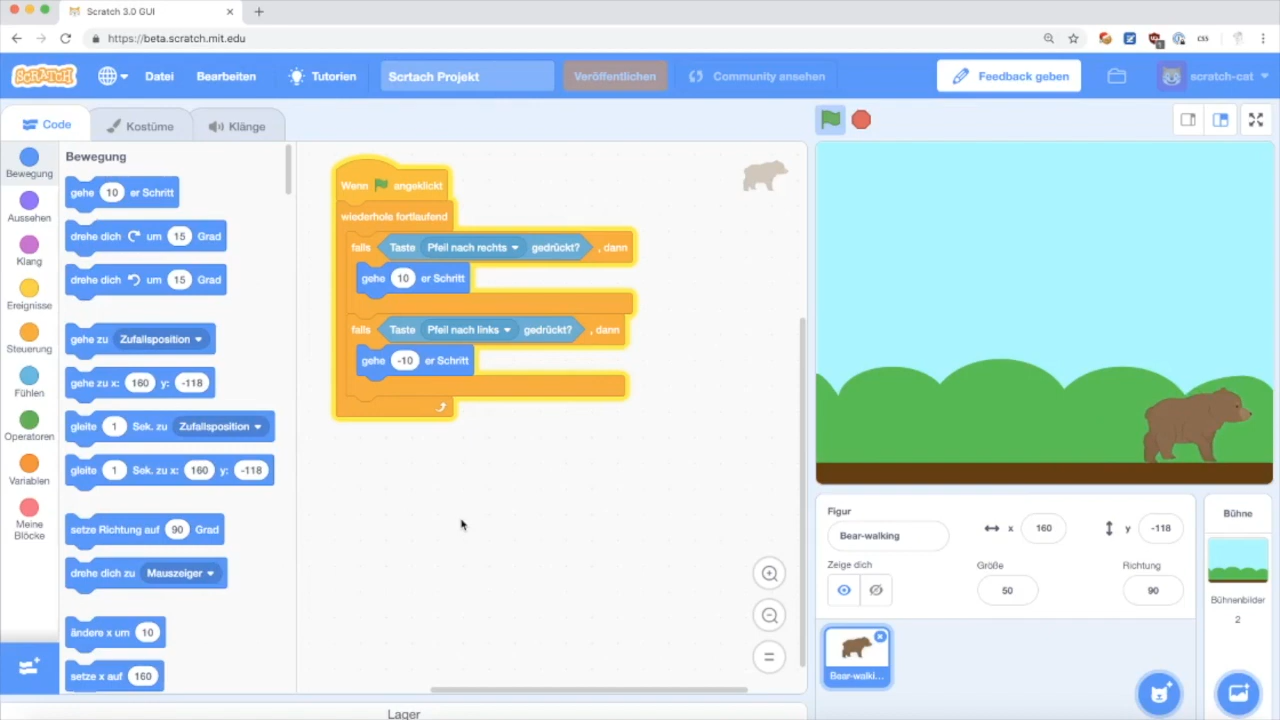 Scratch 3.0 GUI
https://beta.scratch.mit.edu
CSS
SCRATCH
Datei
Bearbeiten
Tutorien
Scrtach Projekt
Veröffentlichen
Community ansehen
Feedback geben
scratch-cat
Code
Kostüme
Klänge
Bewegung
Aussehen
Klang
Ereignisse
Steuerung
Fühlen
Operatoren
Variablen
Meine
Blöcke
Bewegung
gehe 10 er Schritt
drehe dich um 15 Grad
drehe dich um 15 Grad
gehe zu Zufallsposition
gehe zu x: 160 y: -118
gleite 1 Sek. zu Zufallsposition
gleite 1 Sek. zu x: 160 y: -118
setze Richtung auf 90 Grad
drehe dich zu Mauszeiger
ändere x um 10
setze x auf 160
Wenn angeklickt
wiederhole fortlaufend
falls Taste Pfeil nach rechts gedrückt? , dann
gehe 10 er Schritt
falls Taste Pfeil nach links gedrückt? , dann
gehe -10 er Schritt
Lager
Figur
Bear-walking
x 160
y -118
Zeige dich
Größe
50
Richtung
90
Bear-walki...
Bühne
Bühnenbilder
2